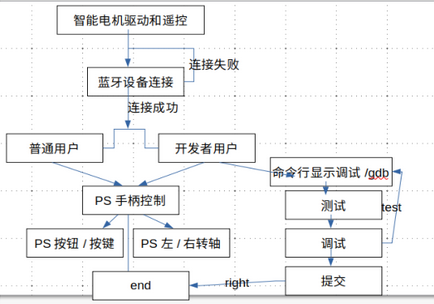 智能电机驱动和遥控
连接失败
蓝牙设备连接
连接成功
普通用户
开发者用户
命令行显示调试 /gdb
PS 手柄控制
测试
test
PS 按钮 / 按键
PS 左 / 右转轴
调试
end
right
提交